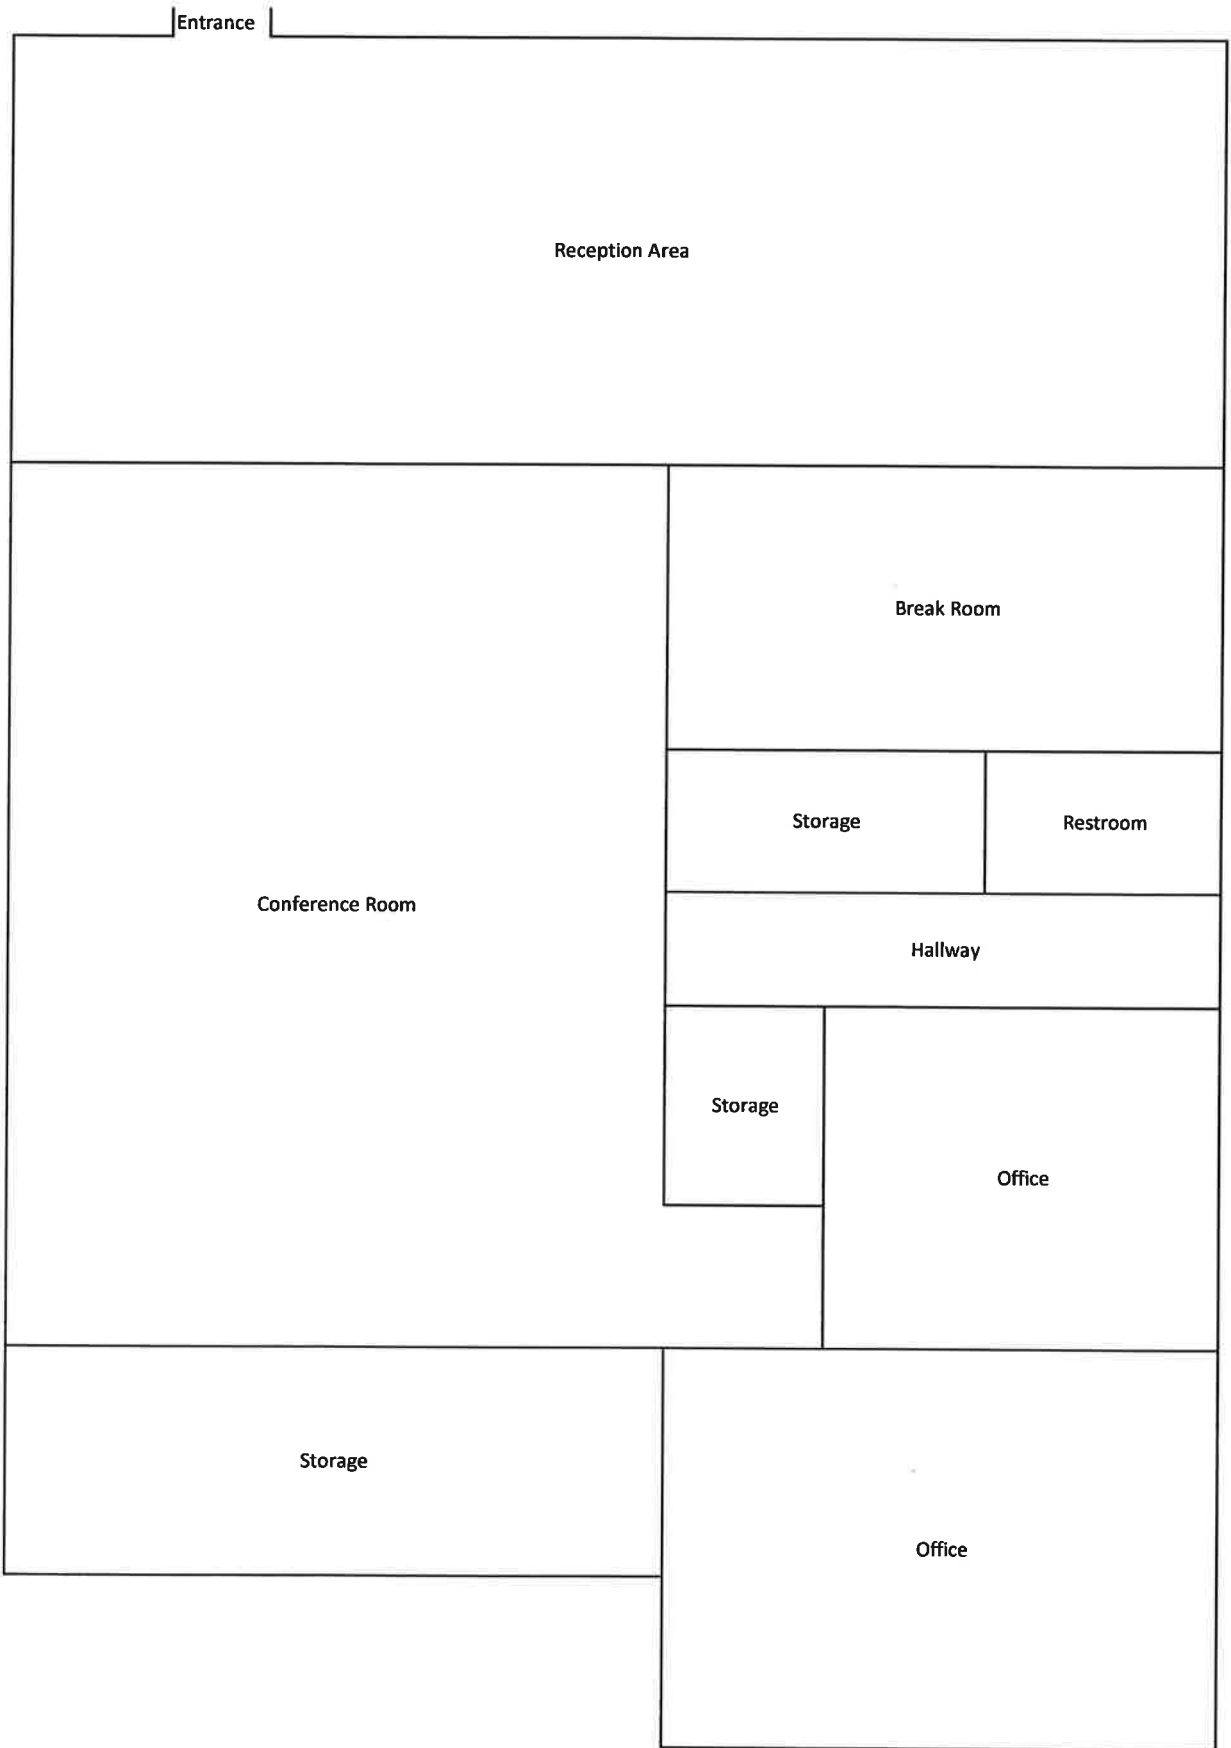 Entrance
Reception Area
Break Room
Storage
Restroom
Conference Room
Hallway
Storage
Office
Storage
Office